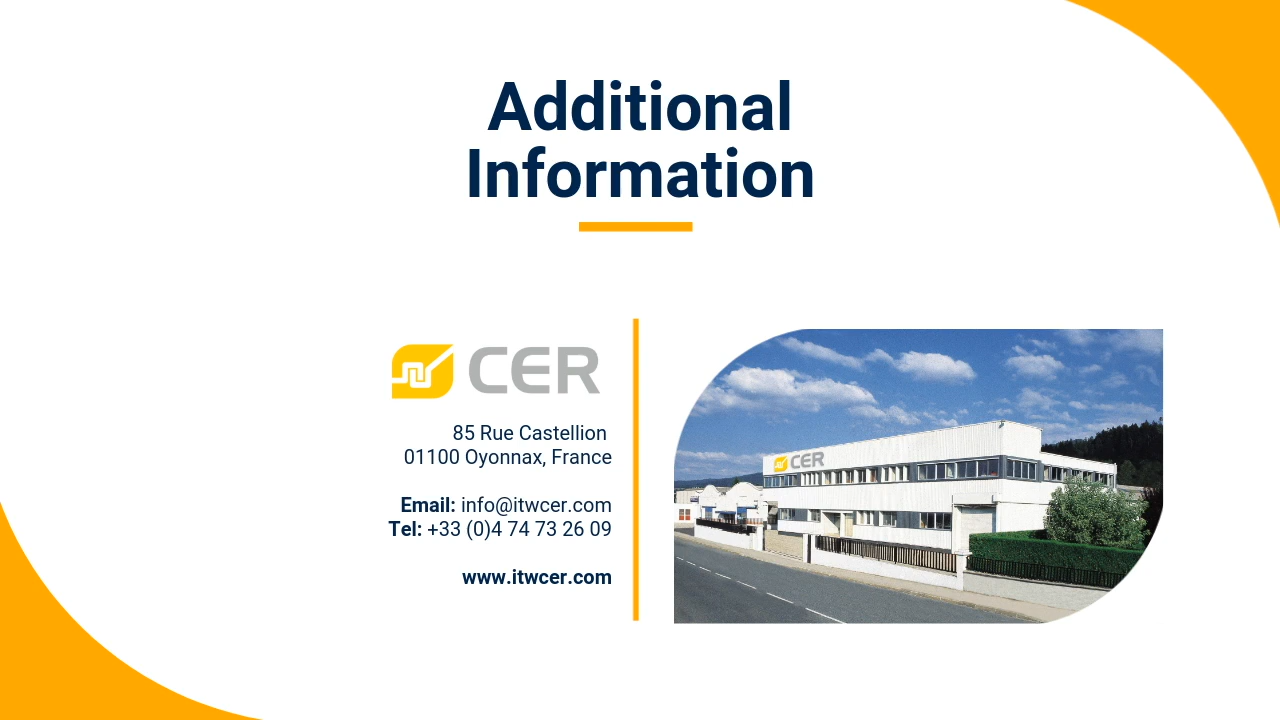 Additional
Information
CER
85 Rue Castellion
01100 Oyonnax, France
Email: info@itwcer.com
Tel: +33 (0)4 74 73 26 09
www.itwcer.com
CER